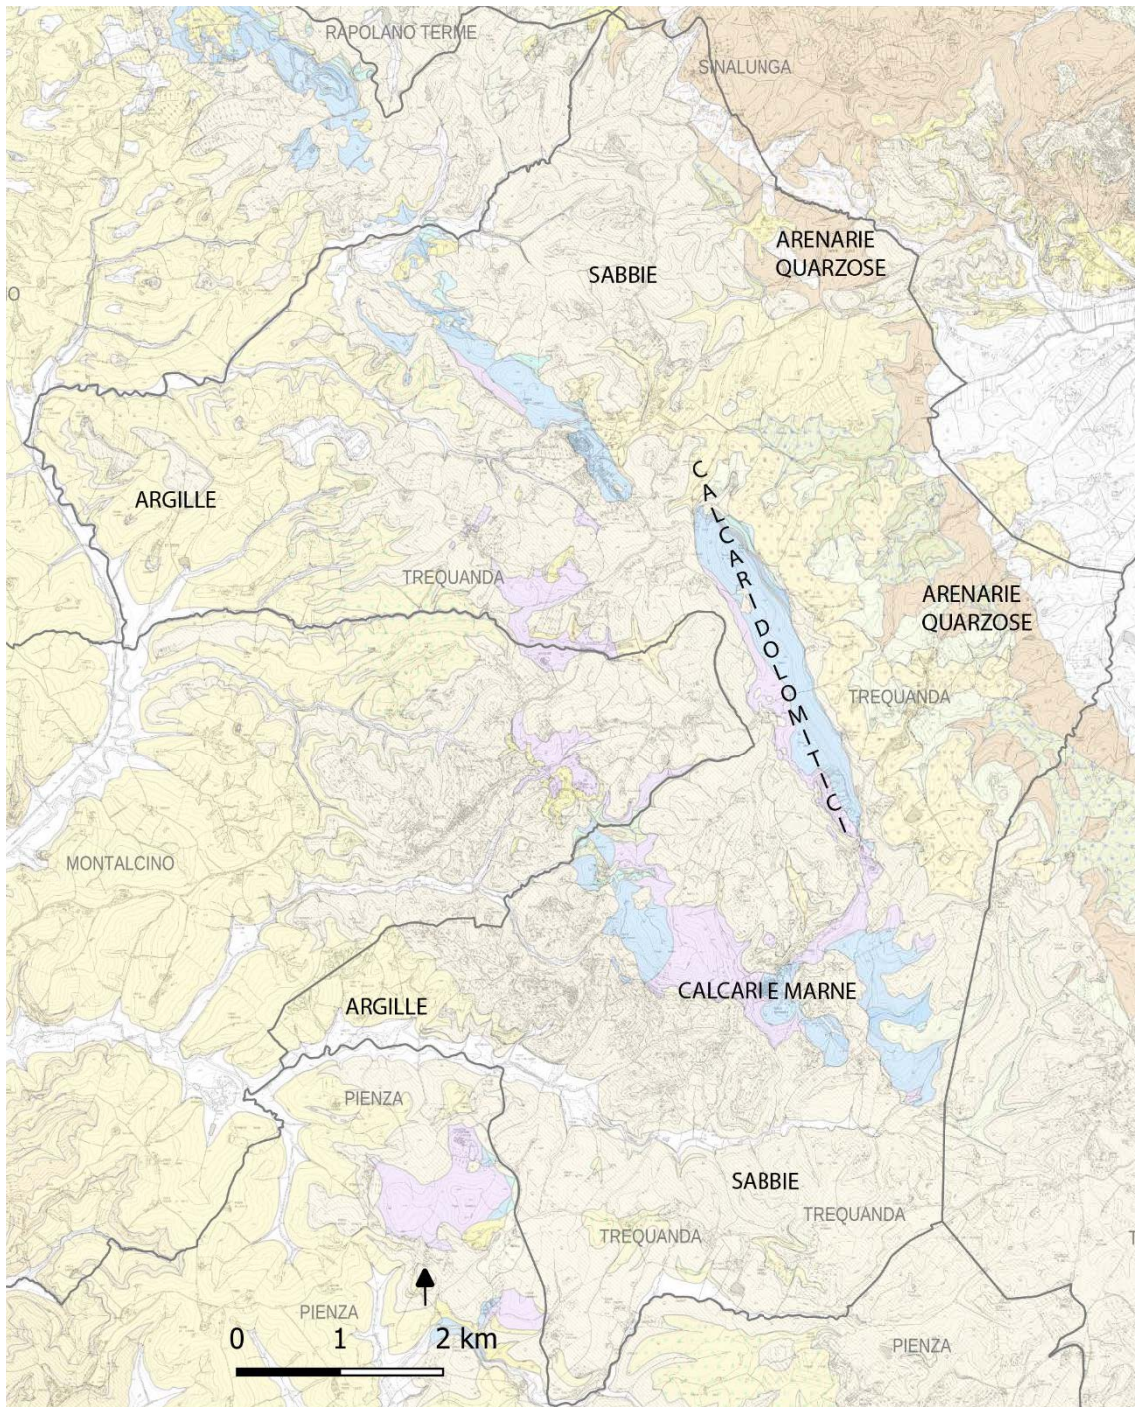 RAPOLANO TERME
SINALUNGA
ARENARIE
QUARZOSE
SABBIE
O
CALCARI DOLOMITICI
ARGILLE
TREQUANDA
ARENARIE
QUARZOSE
TREQUANDA
MONTALCINO
CALCARI E MARNE
ARGILLE
PIENZA
SABBIE
TREQUANDA
TREQUANDA
T
PIENZA
PIENZA
0 1 2 km